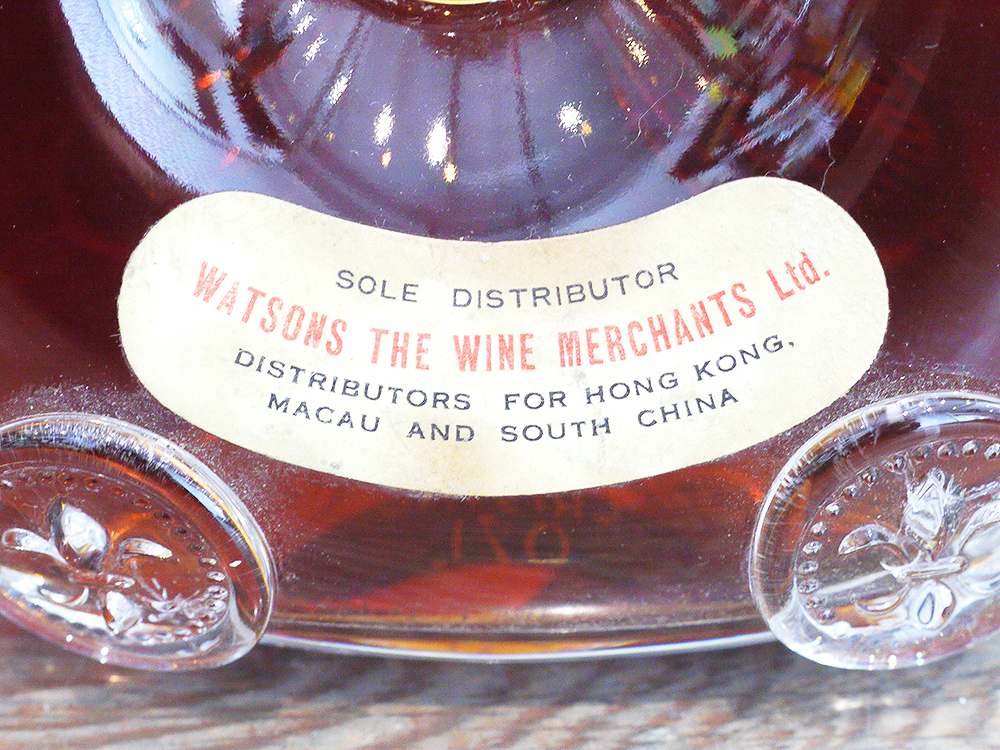 SOLE DISTRIBUTOR
WATSONS THE WINE MERCHANTS Ltd.
DISTRIBUTORS FOR HONG KONG,
MACAU AND SOUTH CHINA